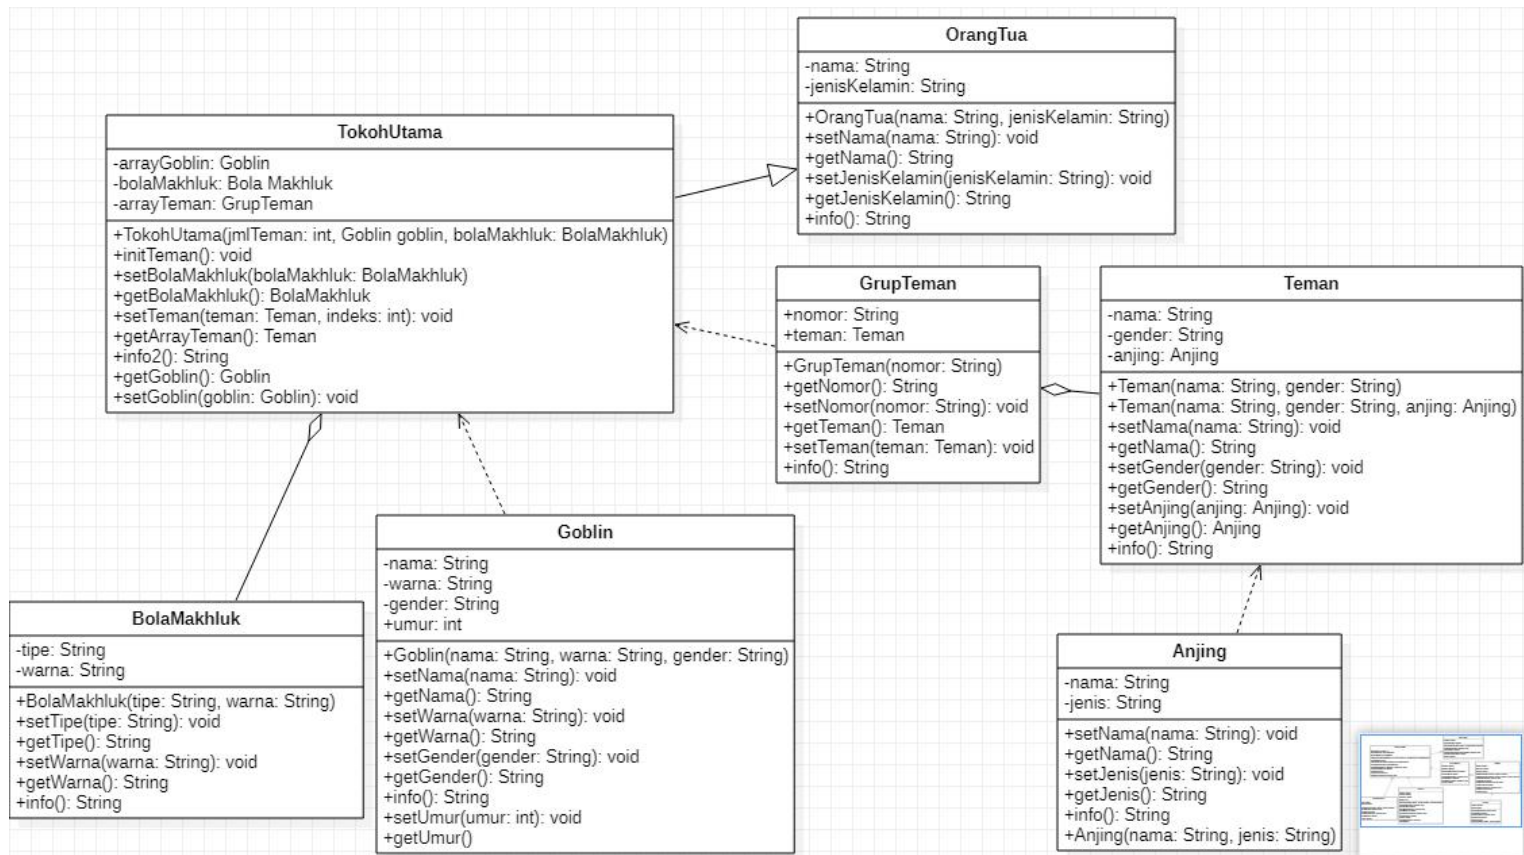 OrangTua
-nama: String
-jenisKelamin: String
+OrangTua(nama: String, jenisKelamin: String)
+setNama(nama: String): void
+getNama(): String
+setJenisKelamin(jenisKelamin: String): void
+getJenisKelamin(): String
+info(): String
TokohUtama
-arrayGoblin: Goblin
-bolaMakhluk: Bola Makhluk
-arrayTeman: GrupTeman
+TokohUtama(jmlTeman: int, Goblin goblin, bolaMakhluk: BolaMakhluk)
+initTeman(): void
+setBolaMakhluk(bolaMakhluk: BolaMakhluk)
+getBolaMakhluk(): BolaMakhluk
+setTeman(teman: Teman, indeks: int): void
+getArrayTeman(): Teman
+info2(): String
+getGoblin(): Goblin
+setGoblin(goblin: Goblin): void
GrupTeman
+nomor: String
+teman: Teman
+GrupTeman(nomor: String)
+getNomor(): String
+setNomor(nomor: String): void
+getTeman(): Teman
+setTeman(teman: Teman): void
+info(): String
Teman
-nama: String
-gender: String
-anjing: Anjing
+Teman(nama: String, gender: String)
+Teman(nama: String, gender: String, anjing: Anjing)
+setNama(nama: String): void
+getNama(): String
+setGender(gender: String): void
+getGender(): String
+setAnjing(anjing: Anjing): void
+getAnjing(): Anjing
+info(): String
BolaMakhluk
-tipe: String
-warna: String
+BolaMakhluk(tipe: String, warna: String)
+setTipe(tipe: String): void
+getTipe(): String
+setWarna(warna: String): void
+getWarna(): String
+info(): String
Goblin
-nama: String
-warna: String
-gender: String
+umur: int
+Goblin(nama: String, warna: String, gender: String)
+setNama(nama: String): void
+getNama(): String
+setWarna(warna: String): void
+getWarna(): String
+setGender(gender: String): void
+getGender(): String
+info(): String
+setUmur(umur: int): void
+getUmur()
Anjing
-nama: String
-jenis: String
+setNama(nama: String): void
+getNama(): String
+setJenis(jenis: String): void
+getJenis(): String
+info(): String
+Anjing(nama: String, jenis: String)